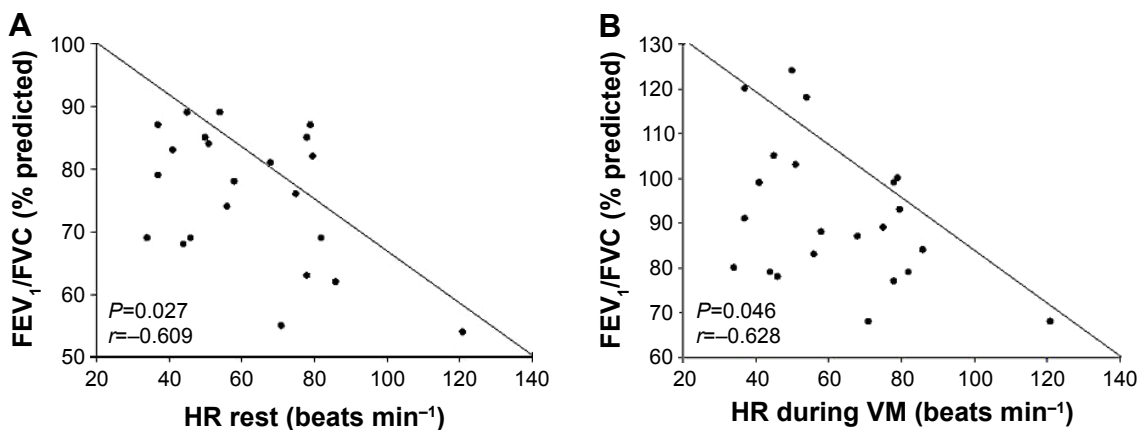 A
FEV₁/FVC (% predicted)
100
90
80
70
60
50
P=0.027
r=–0.609
20 40 60 80 100 120 140
HR rest (beats min⁻¹)
B
FEV₁/FVC (% predicted)
130
120
110
100
90
80
70
60
P=0.046
r=–0.628
20 40 60 80 100 120 140
HR during VM (beats min⁻¹)